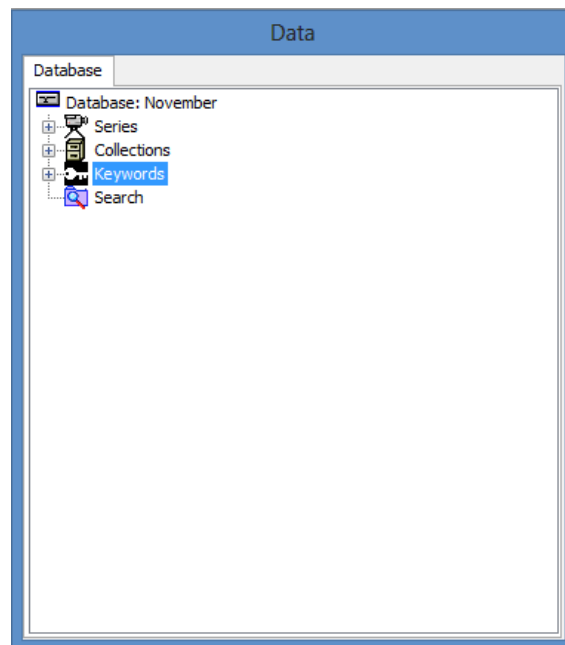 Data
Database
Database: November
Series
Collections
Keywords
Search